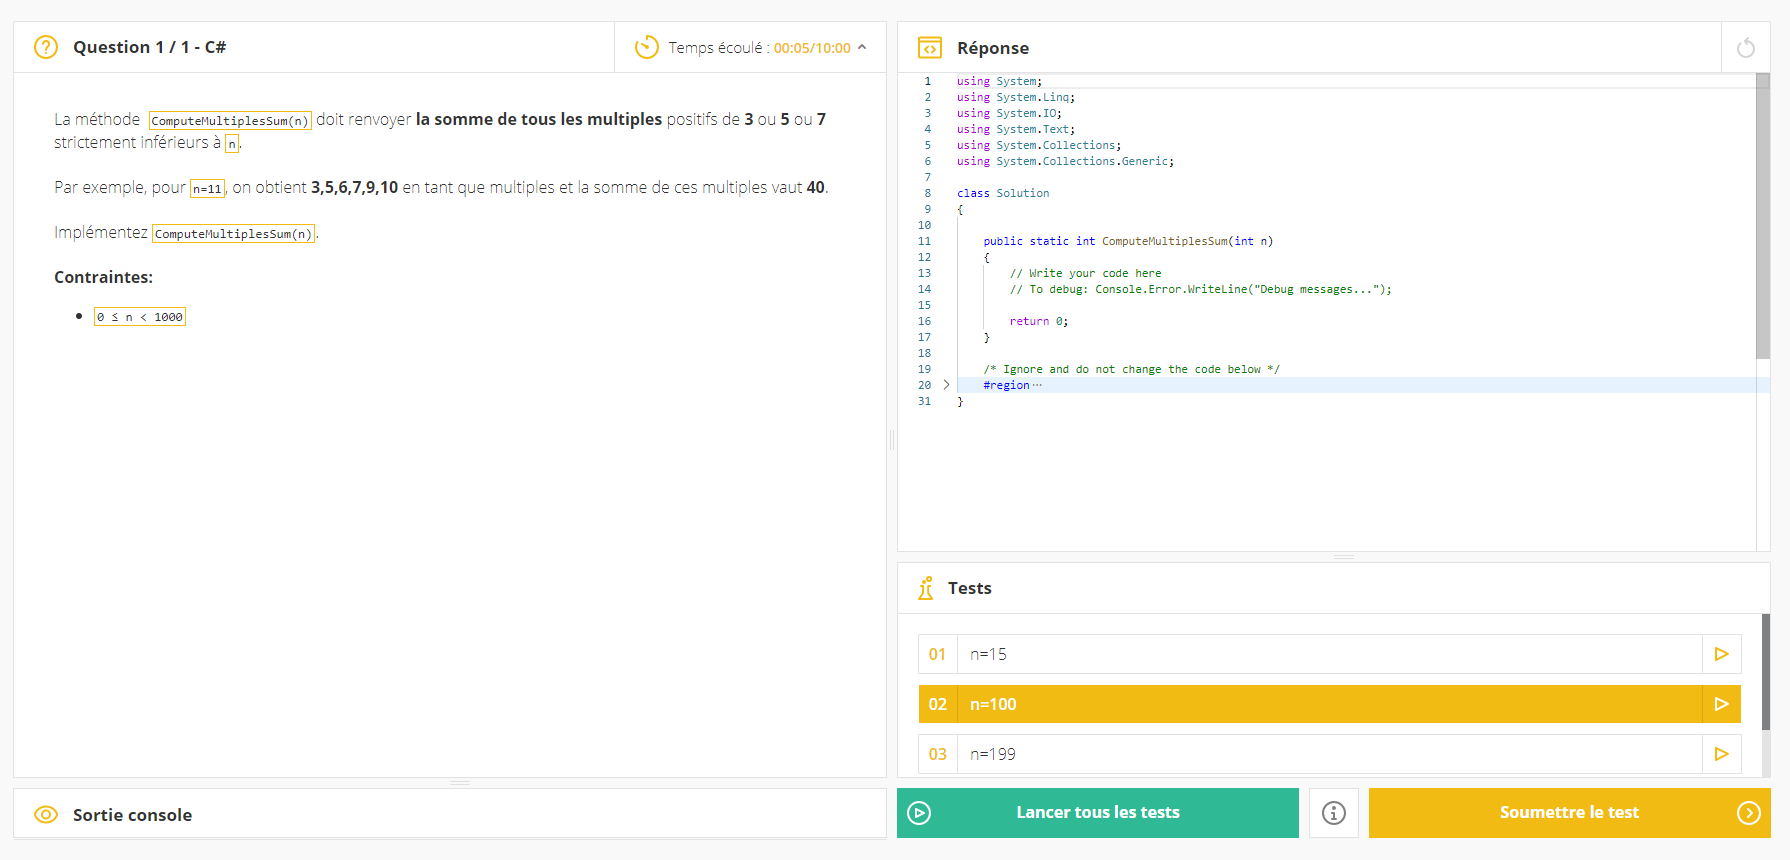 Question 1 / 1 - C#
Temps écoulé : 00:05/10:00
La méthode ComputeMultiplesSum(n) doit renvoyer la somme de tous les multiples positifs de 3 ou 5 ou 7
strictement inférieurs à n.
Par exemple, pour n=11, on obtient 3,5,6,7,9,10 en tant que multiples et la somme de ces multiples vaut 40.
Implémentez ComputeMultiplesSum(n).
Contraintes:
0 ≤ n < 1000
Sortie console
Réponse
1 using System;
2 using System.Linq;
3 using System.IO;
4 using System.Text;
5 using System.Collections;
6 using System.Collections.Generic;
7
8 class Solution
9 {
10
11 public static int ComputeMultiplesSum(int n)
12 {
13 // Write your code here
14 // To debug: Console.Error.WriteLine("Debug messages...");
15
16 return 0;
17 }
18
19 /* Ignore and do not change the code below */
20 #region ···
31 }
Tests
01 n=15
02 n=100
03 n=199
Lancer tous les tests
Soumettre le test